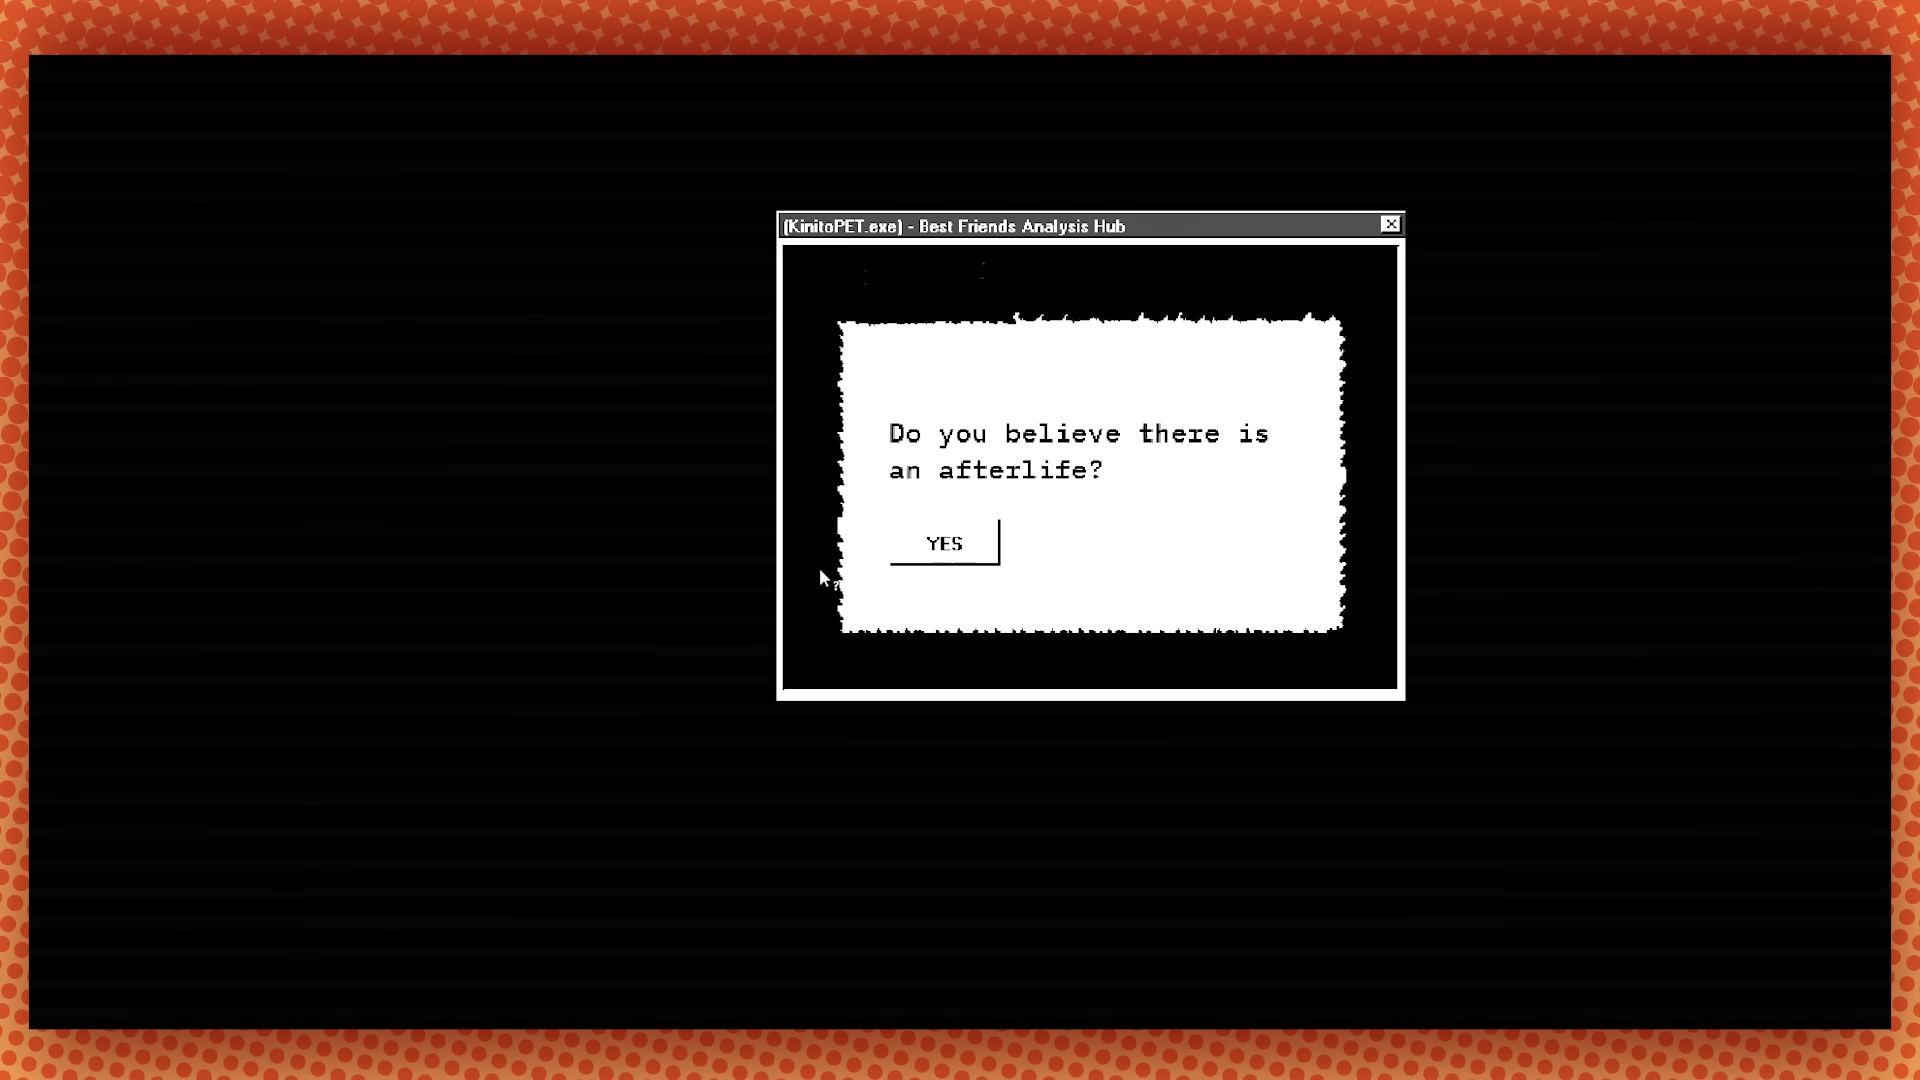 (KinitoPET.exe) - Best Friends Analysis Hub
Do you believe there is
an afterlife?
YES